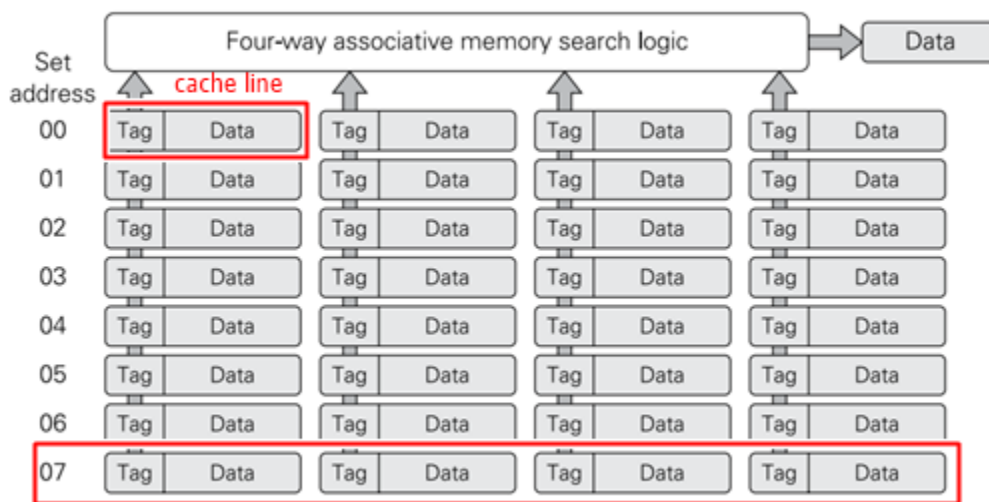 Four-way associative memory search logic
Data
Set
address
cache line
00 Tag Data Tag Data Tag Data Tag Data
01 Tag Data Tag Data Tag Data Tag Data
02 Tag Data Tag Data Tag Data Tag Data
03 Tag Data Tag Data Tag Data Tag Data
04 Tag Data Tag Data Tag Data Tag Data
05 Tag Data Tag Data Tag Data Tag Data
06 Tag Data Tag Data Tag Data Tag Data
07 Tag Data Tag Data Tag Data Tag Data